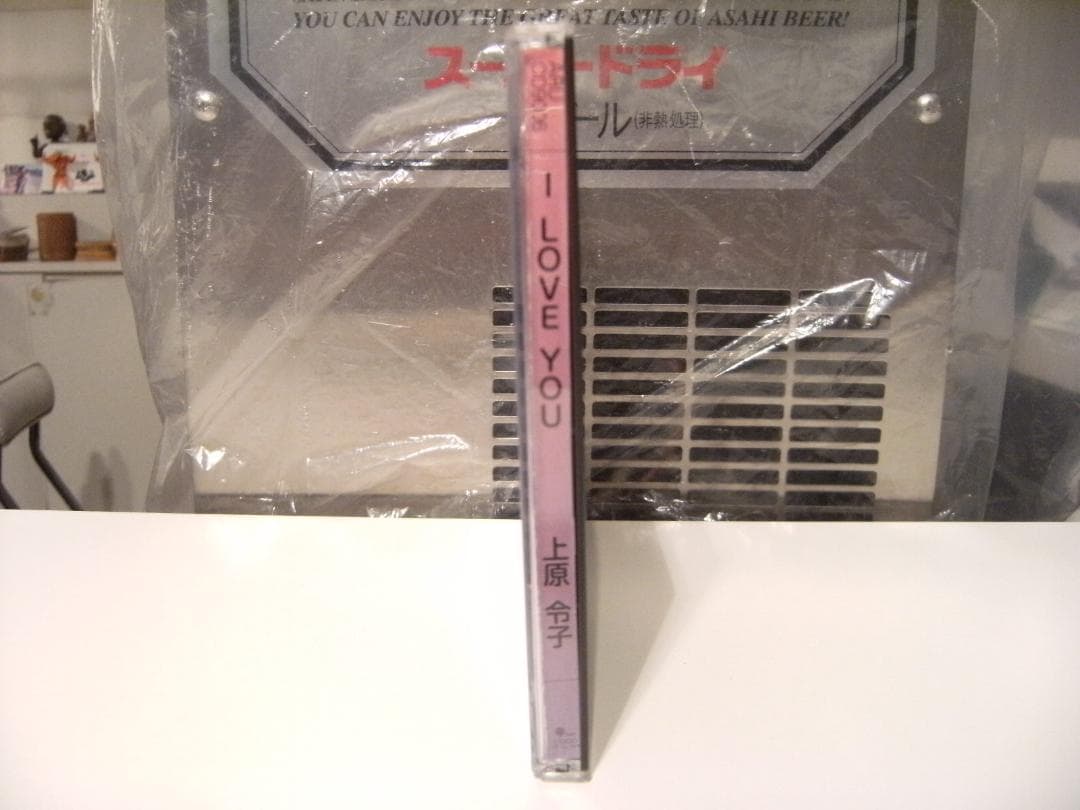 YOU CAN ENJOY THE GREAT TASTE OF ASAHI BEER!
スードライ
ール(非熱処理)
I LOVE YOU
上原 令子